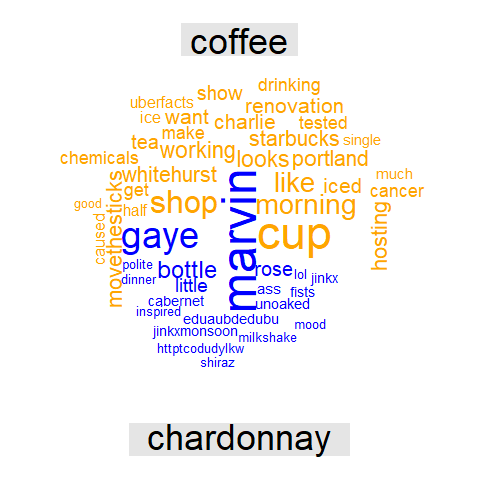 coffee
drinking
show
uberfacts
renovation
ice want
charlie
tested
make
starbucks
single
tea
working
looks
portland
chemicals
whitehurst
much
like
iced
cancer
get
movethesticks
good
half
shop
morning
hosting
caused
marvin
gaye
cup
polite
bottle
rose
lol
jinkx
dinner
little
ass
fists
cabernet
unoaked
inspired
eduaubdedubu
mood
jinkxmonsoon
milkshake
httptcodudylkw
shiraz
chardonnay